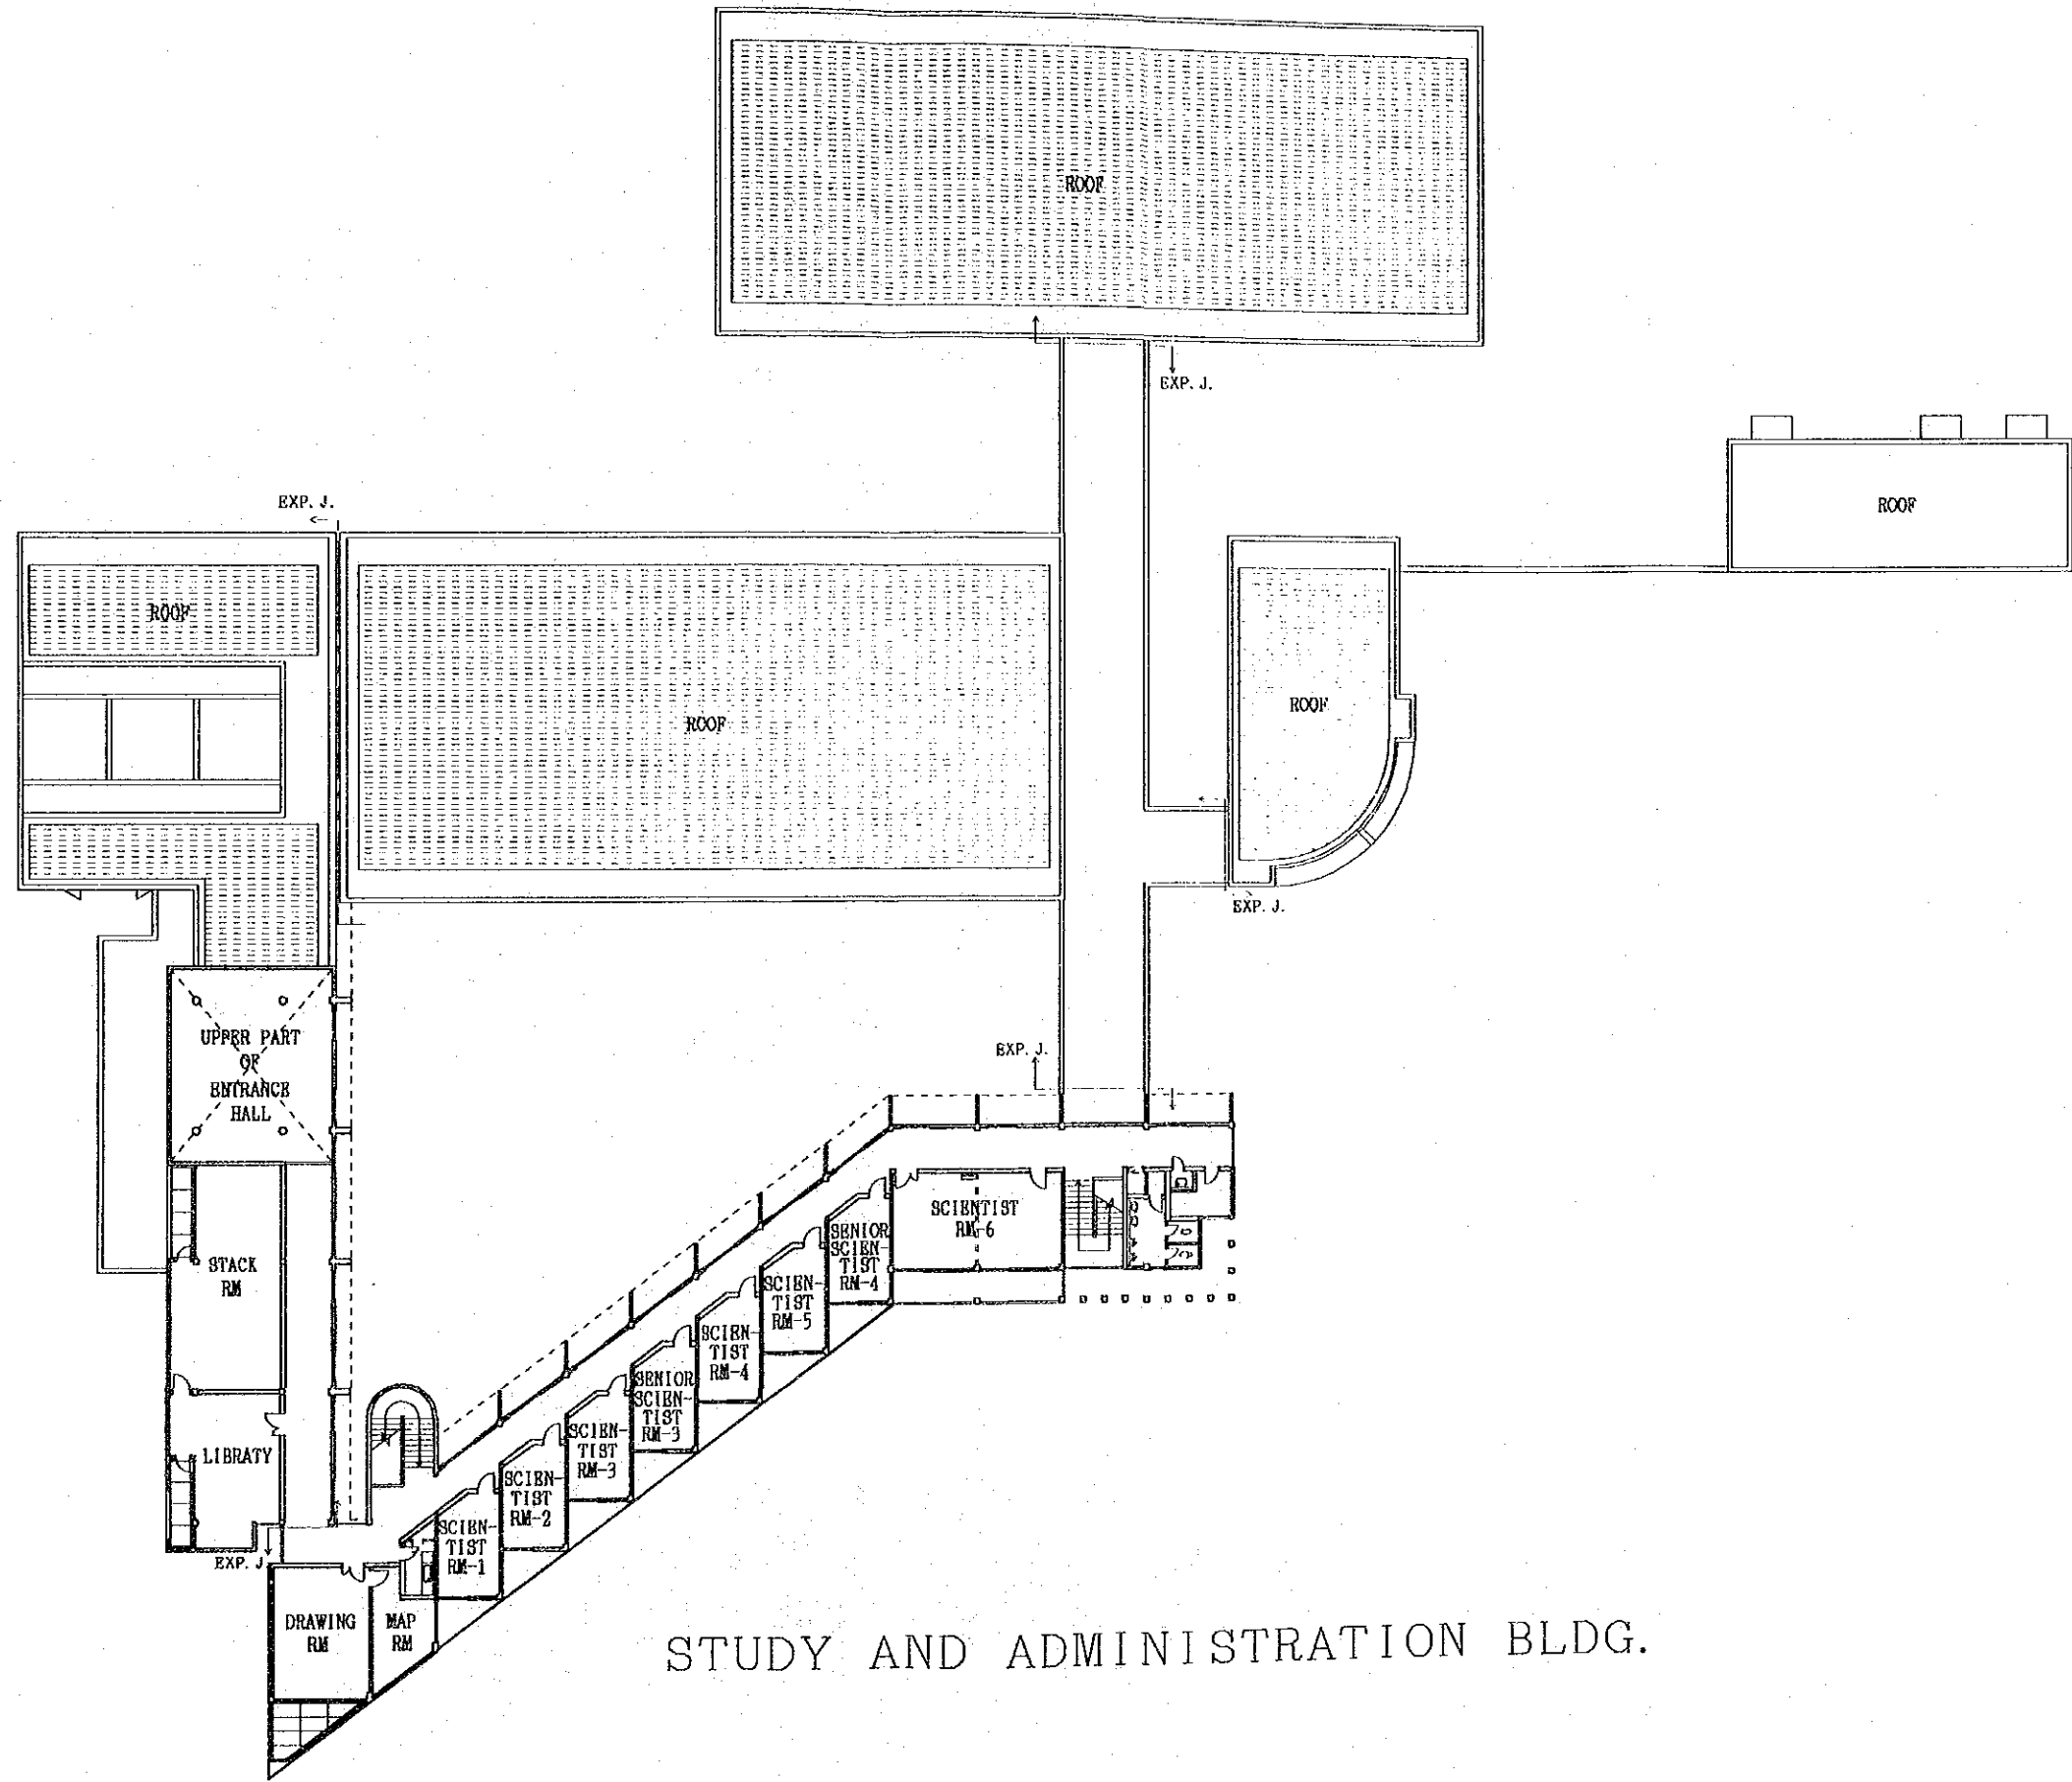 ROOF
EXP. J.
ROOF
EXP. J.
ROOF
ROOF
ROOF
EXP. J.
UPPER PART
OF
ENTRANCE
HALL
EXP. J.
STACK
RM
SCIENTIST
RM-6
SENIOR
SCIEN-
TIST
RM-4
SCIEN-
TIST
RM-5
SCIEN-
TIST
RM-4
SENIOR
SCIEN-
TIST
RM-3
SCIEN-
TIST
RM-3
SCIEN-
TIST
RM-2
SCIEN-
TIST
RM-1
LIBRATY
EXP. J
DRAWING
RM
MAP
RM
STUDY AND ADMINISTRATION BLDG.